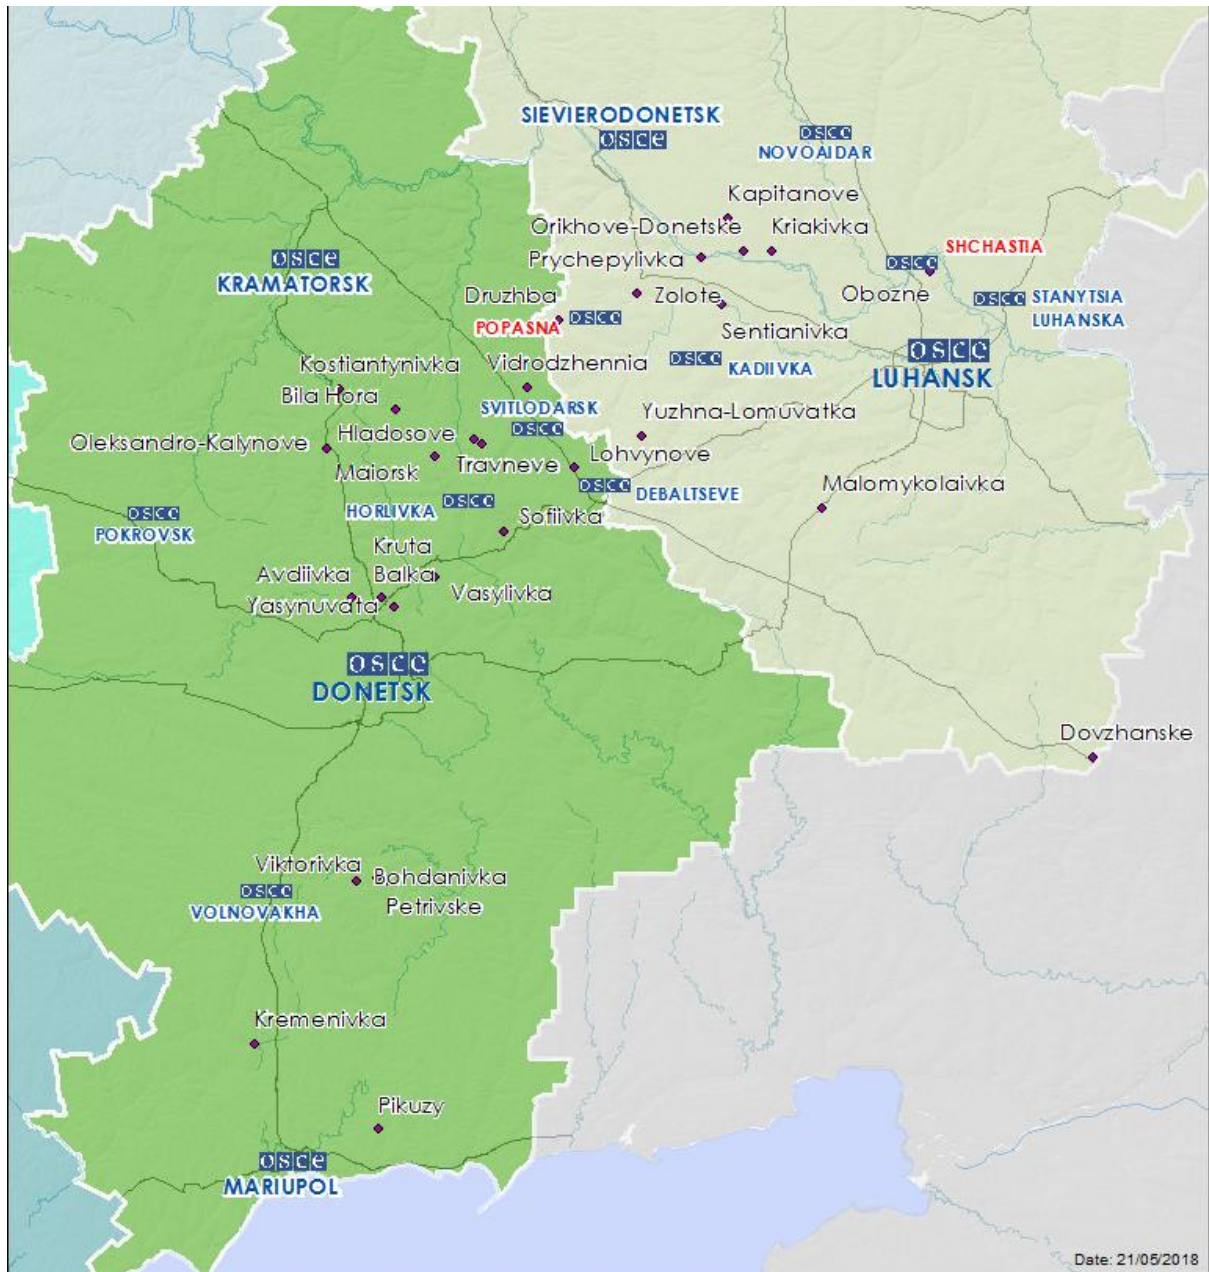 SIEVIERODONETSK
osce
osce
NOVOAIDAR
Kapitanove
Orikhove-Donetske
Kriakivka
SHCHASTIA
osce
KRAMATORSK
Prychepylivka
osce
Druzhba
Zolote
Obozne
osce
STANYTSIA
LUHANSKA
POPASNA
osce
Sentianivka
Kostiantynivka
Vidrodzhennia
osce
KADIIVKA
osce
LUHANSK
Bila Hora
SVITLODARSK
osce
Yuzhna-Lomuvatka
Oleksandro-Kalynove
Hladosove
Maiorsk
Travneve
Lohvynove
osce
DEBALTSEVE
Malomykolaivka
osce
POKROVSK
HORLIVKA
osce
Sofiivka
Kruta
Balka
Avdiivka
Yasynuvata
Vasylivka
osce
DONETSK
Dovzhanske
Viktorivka
Bohdanivka
Petrivske
osce
VOLNOVAKHA
Kremenivka
Pikuzy
osce
MARIUPOL
Date: 21/05/2018